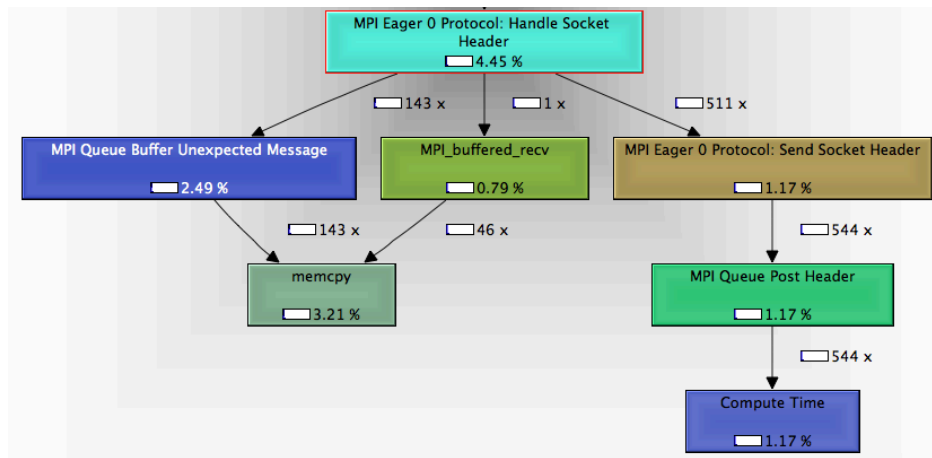 MPI Eager 0 Protocol: Handle Socket
Header
4.45 %
143 x
1 x
511 x
MPI Queue Buffer Unexpected Message
2.49 %
MPI_buffered_recv
0.79 %
MPI Eager 0 Protocol: Send Socket Header
1.17 %
143 x
46 x
544 x
memcpy
3.21 %
MPI Queue Post Header
1.17 %
544 x
Compute Time
1.17 %